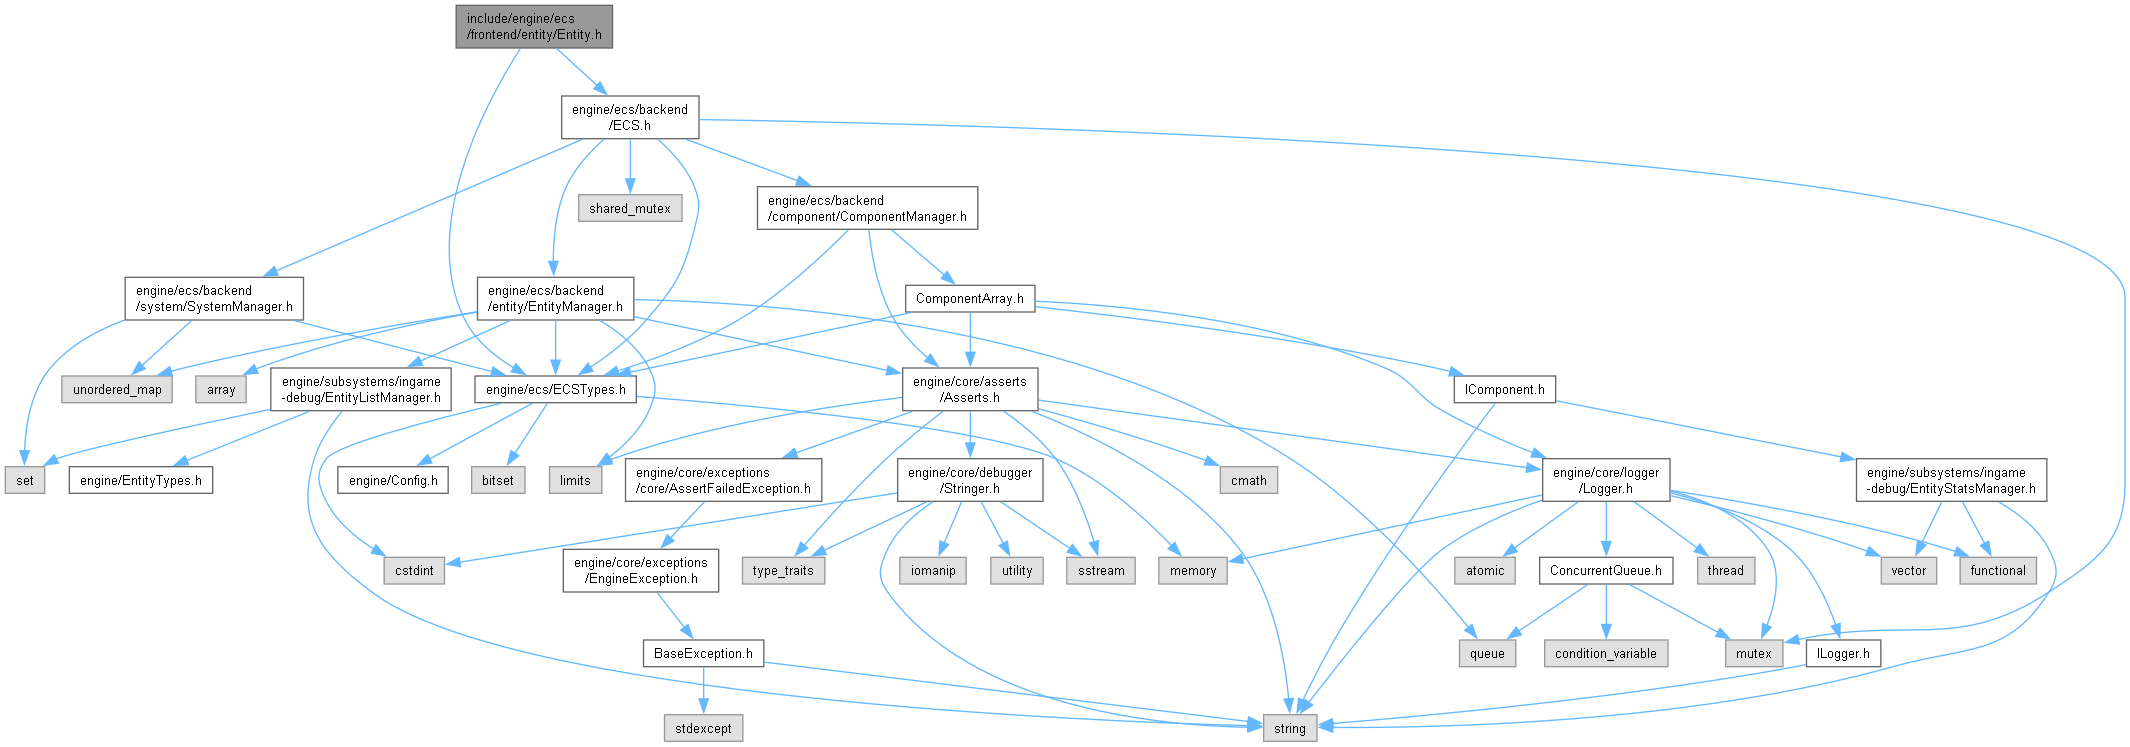 include/engine/ecs
/frontend/entity/Entity.h
engine/ecs/backend
/ECS.h
shared_mutex
engine/ecs/backend
/component/ComponentManager.h
engine/ecs/backend
/system/SystemManager.h
engine/ecs/backend
/entity/EntityManager.h
ComponentArray.h
unordered_map
array
engine/subsystems/ingame
-debug/EntityListManager.h
engine/ecs/ECSTypes.h
engine/core/asserts
/Asserts.h
IComponent.h
set
engine/EntityTypes.h
engine/Config.h
bitset
limits
engine/core/exceptions
/core/AssertFailedException.h
engine/core/debugger
/Stringer.h
cmath
engine/core/logger
/Logger.h
engine/subsystems/ingame
-debug/EntityStatsManager.h
cstdint
engine/core/exceptions
/EngineException.h
type_traits
iomanip
utility
sstream
memory
atomic
ConcurrentQueue.h
thread
vector
functional
BaseException.h
queue
condition_variable
mutex
ILogger.h
stdexcept
string